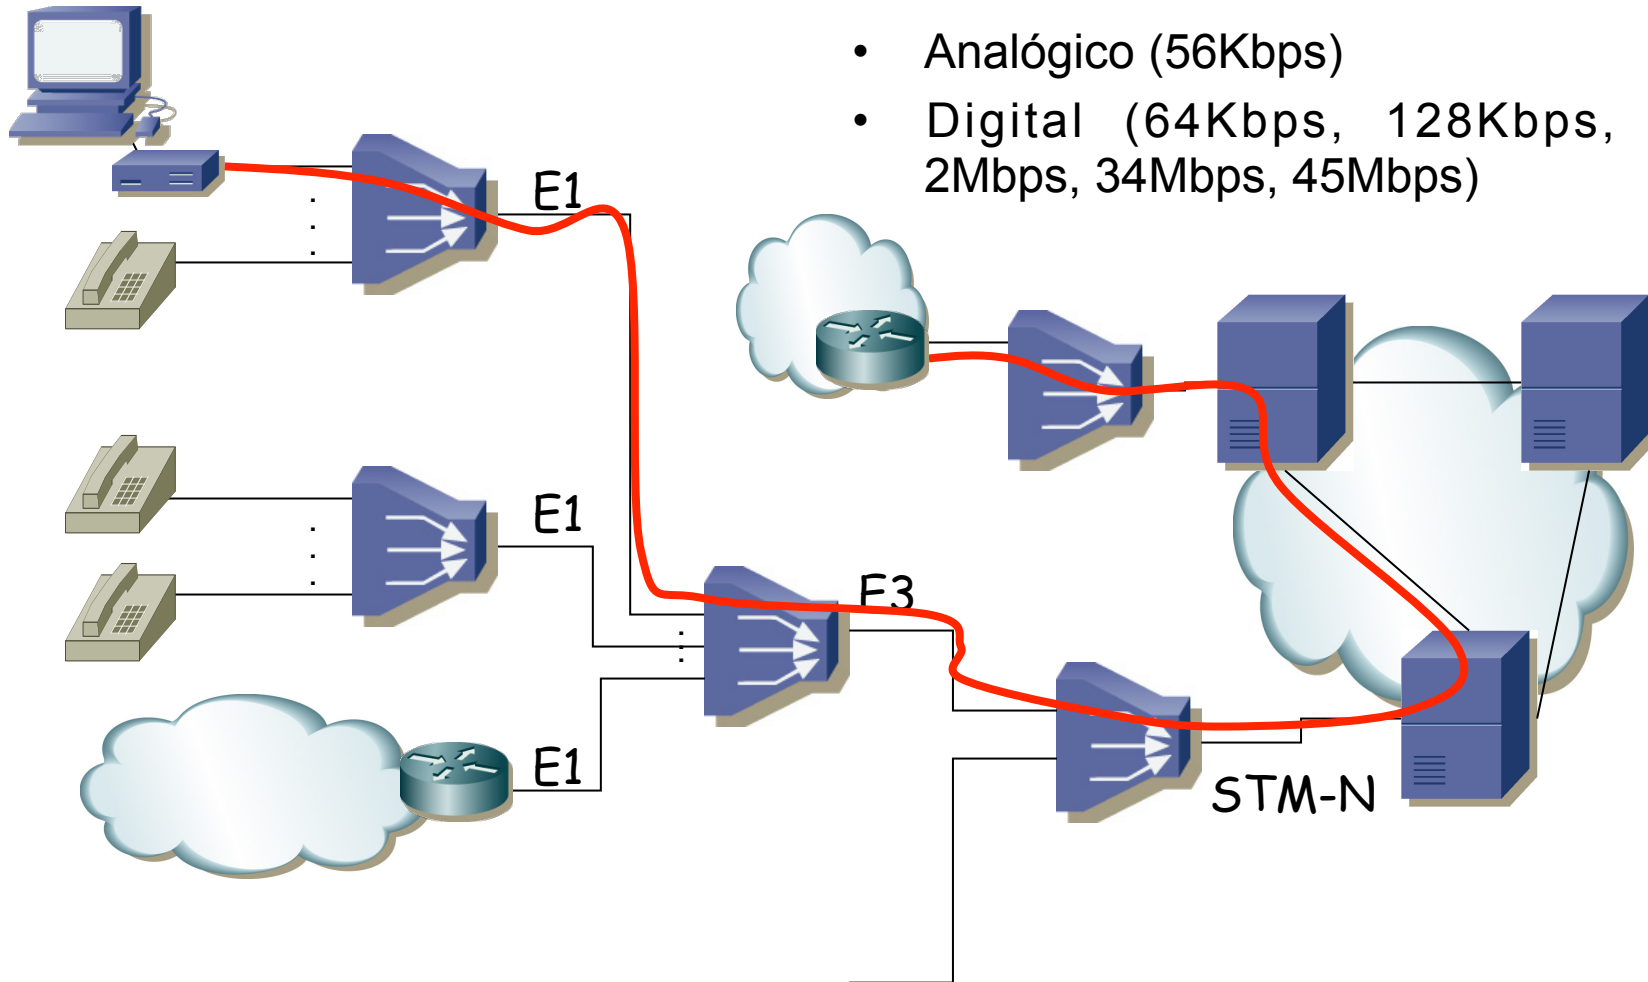 • Analógico (56Kbps)
• Digital (64Kbps, 128Kbps,
2Mbps, 34Mbps, 45Mbps)
E1
E1
E3
E1
STM-N